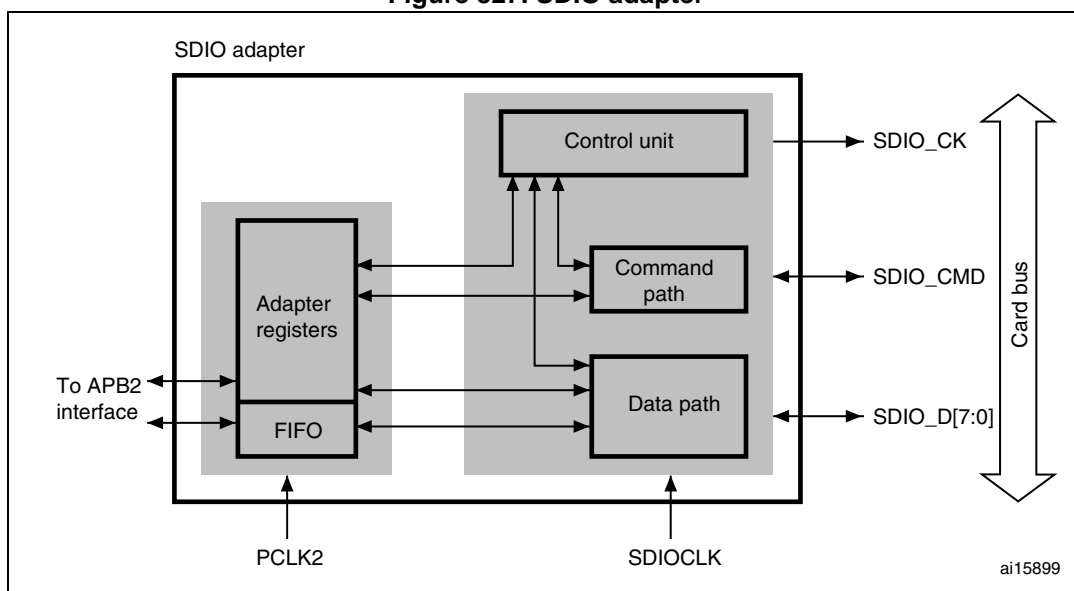 SDIO adapter
Control unit
SDIO_CK
Command
path
SDIO_CMD
Adapter
registers
Card bus
To APB2
interface
Data path
SDIO_D[7:0]
FIFO
PCLK2
SDIOCLK
ai15899